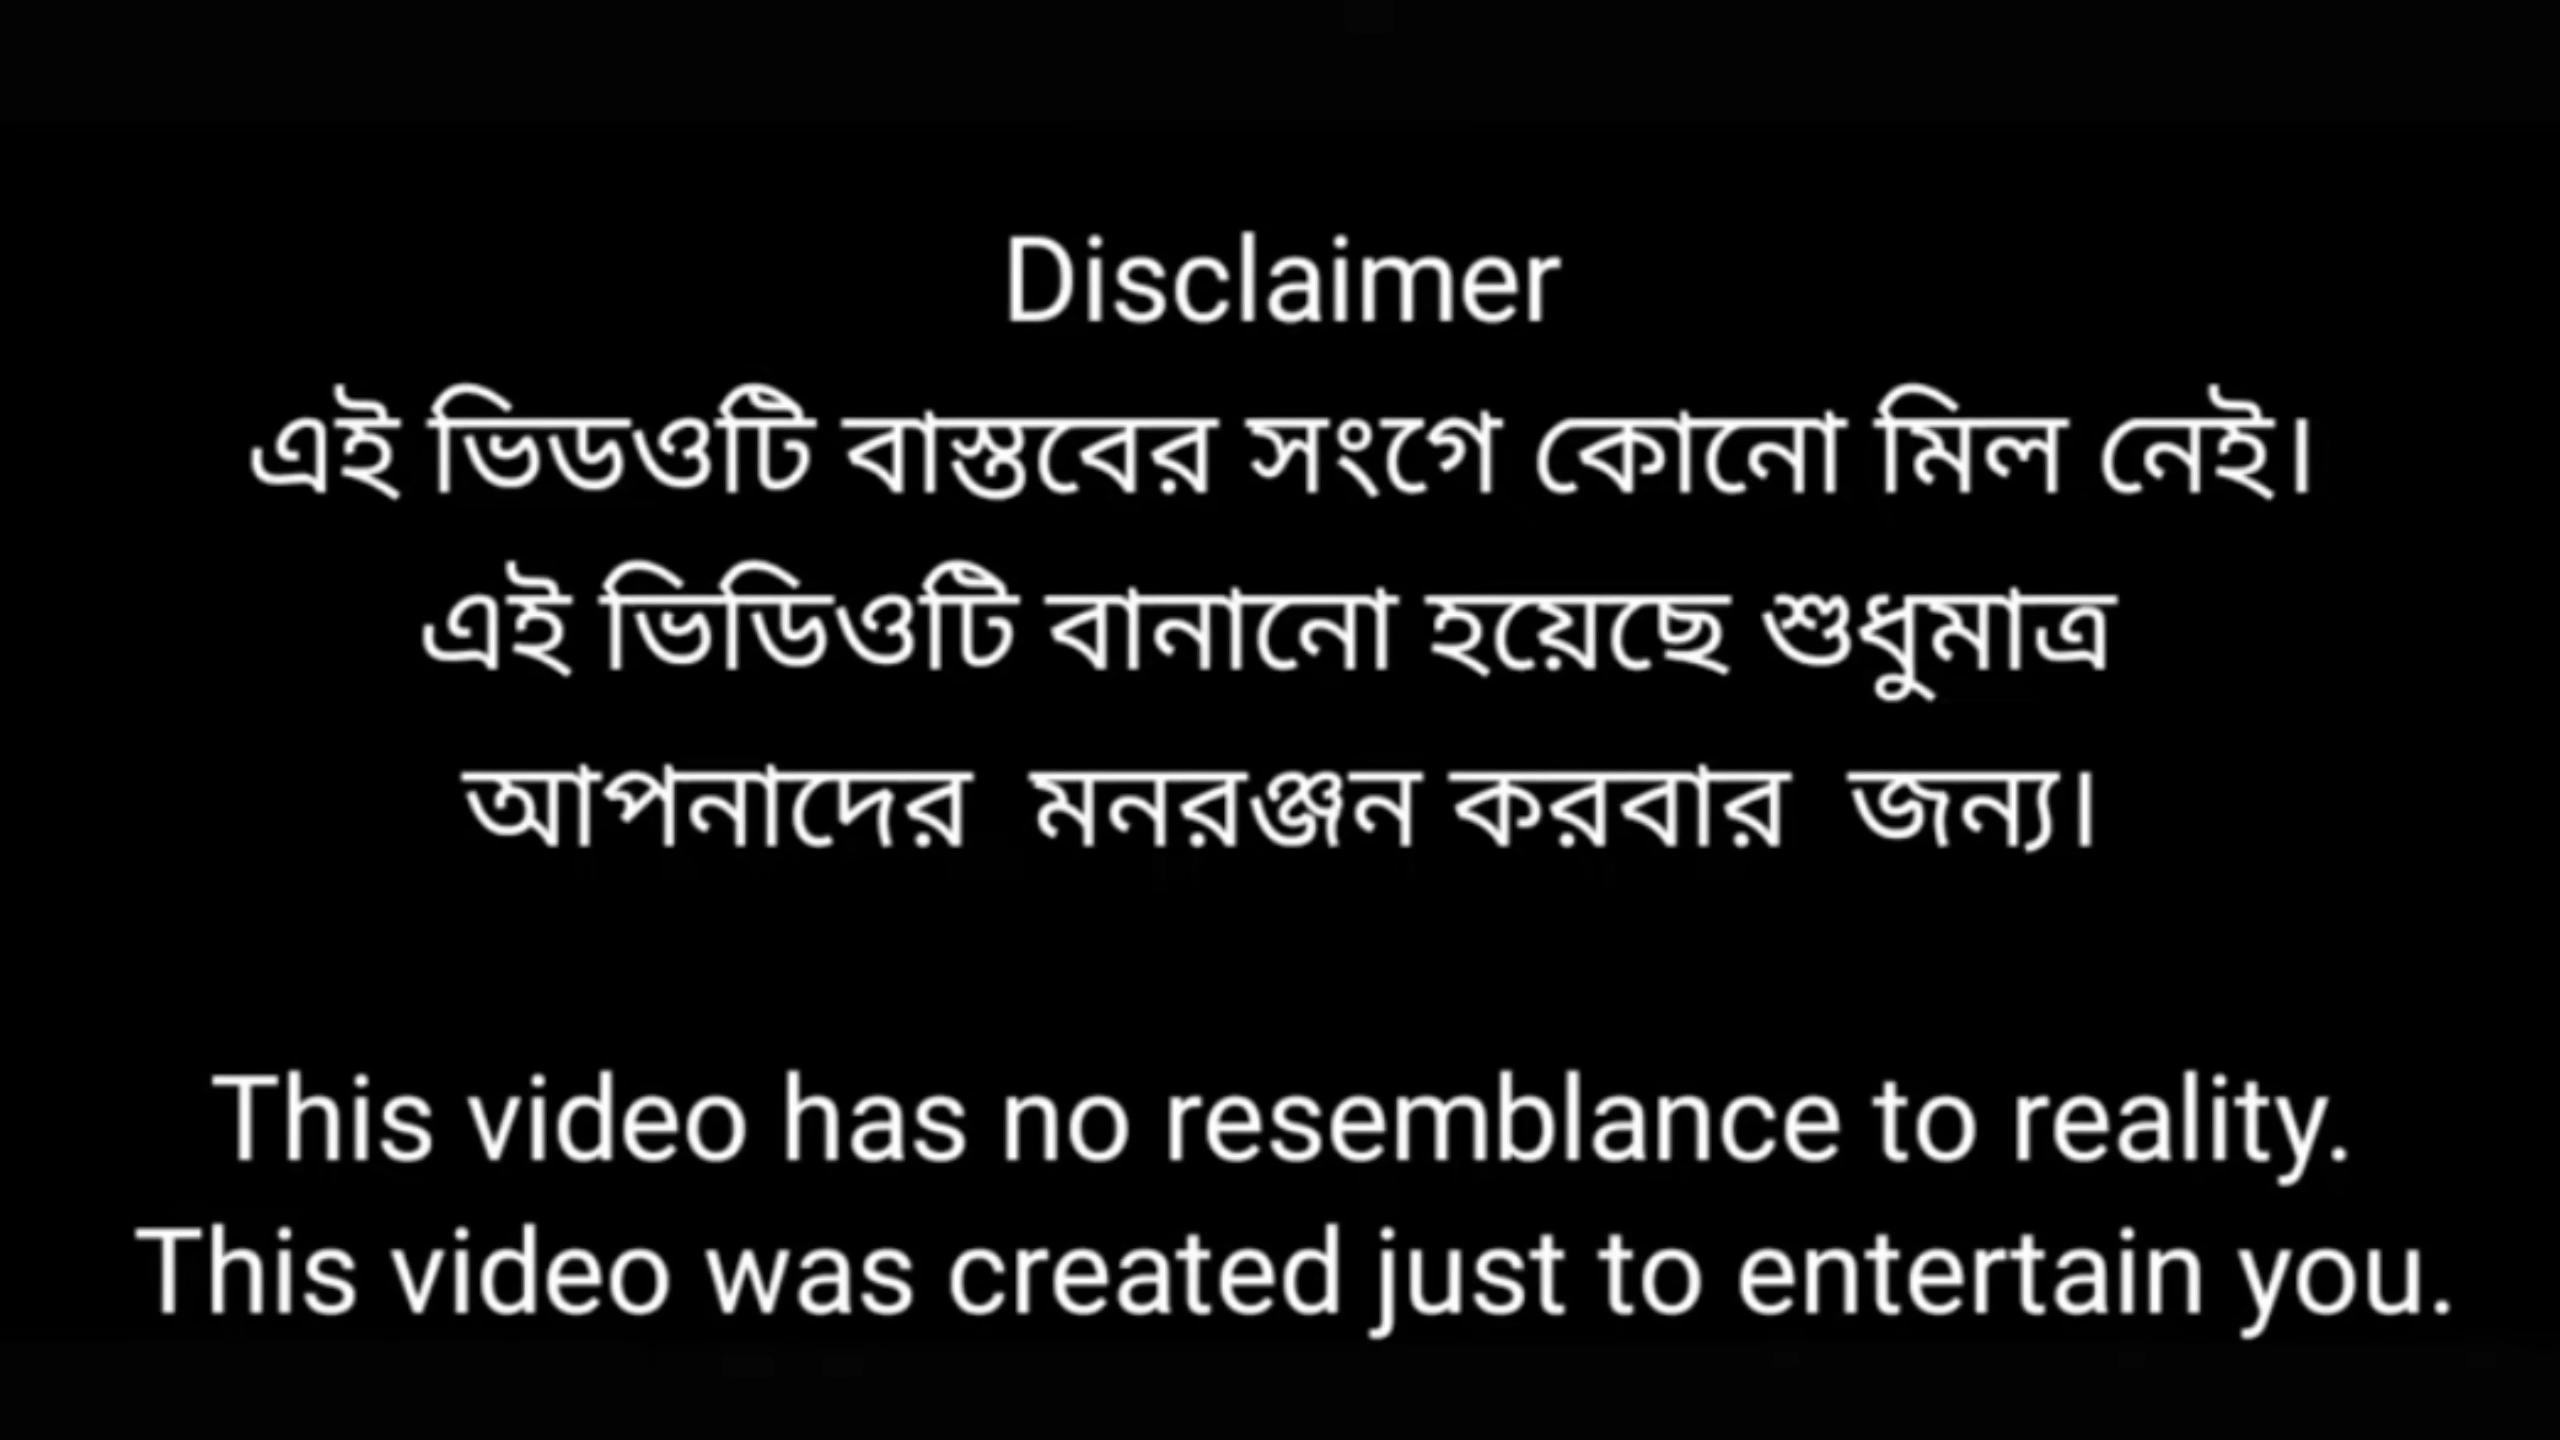 Disclaimer
এই ভিডওটি বাস্তবের সংগে কোনো মিল নেই।
এই ভিডিওটি বানানো হয়েছে শুধুমাত্র
আপনাদের মনরঞ্জন করবার জন্য।
This video has no resemblance to reality.
This video was created just to entertain you.